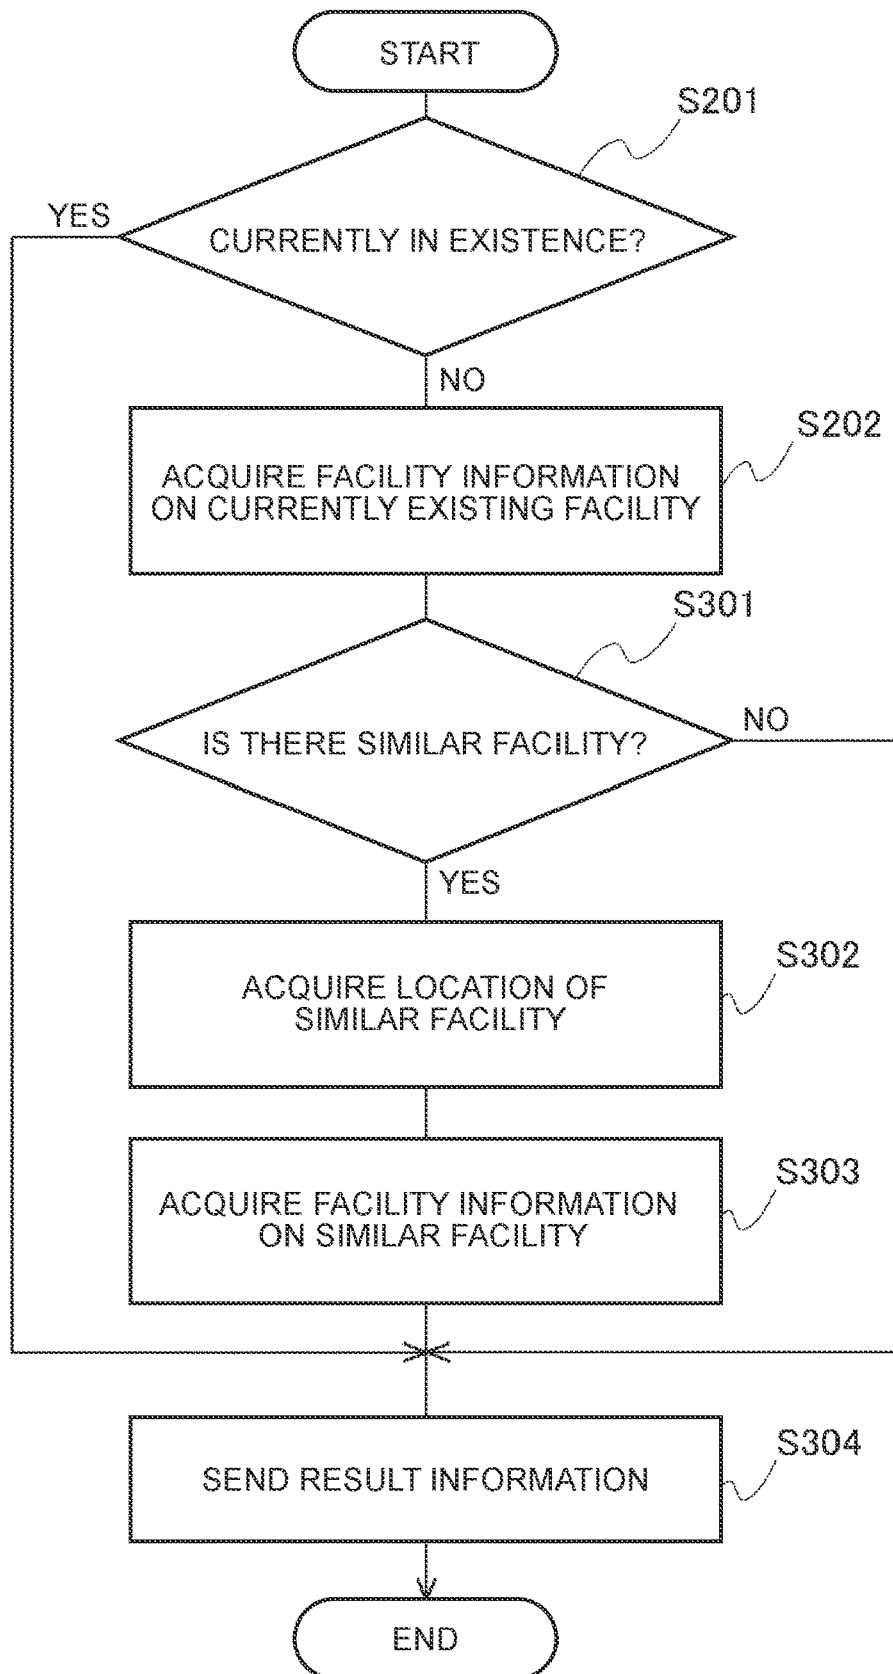 START
S201
YES
CURRENTLY IN EXISTENCE?
NO
S202
ACQUIRE FACILITY INFORMATION
ON CURRENTLY EXISTING FACILITY
S301
NO
IS THERE SIMILAR FACILITY?
YES
S302
ACQUIRE LOCATION OF
SIMILAR FACILITY
S303
ACQUIRE FACILITY INFORMATION
ON SIMILAR FACILITY
S304
SEND RESULT INFORMATION
END